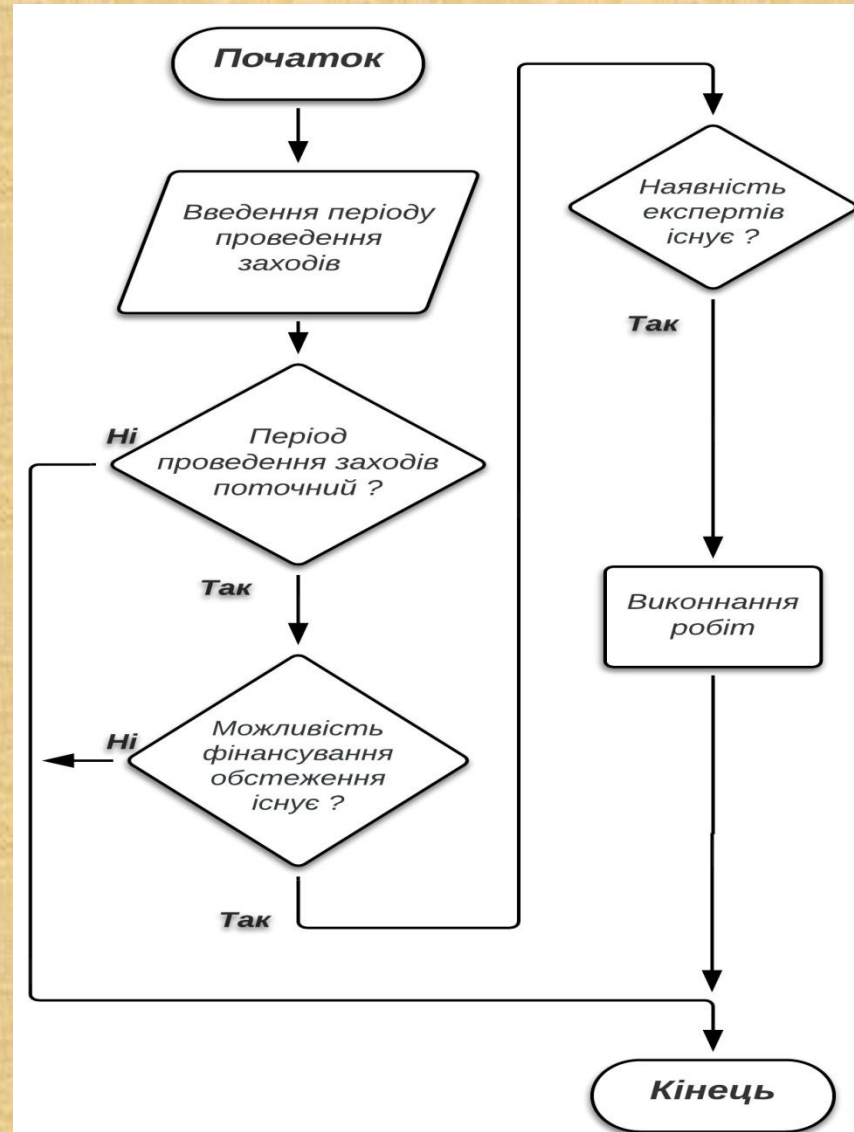 Початок
Введення періоду
проведення
заходів
Ні
Період
проведення заходів
поточний ?
Так
Ні
Можливість
фінансування
обстеження
існує ?
Так
Наявність
експертів
існує ?
Так
Виконнання
робіт
Кінець